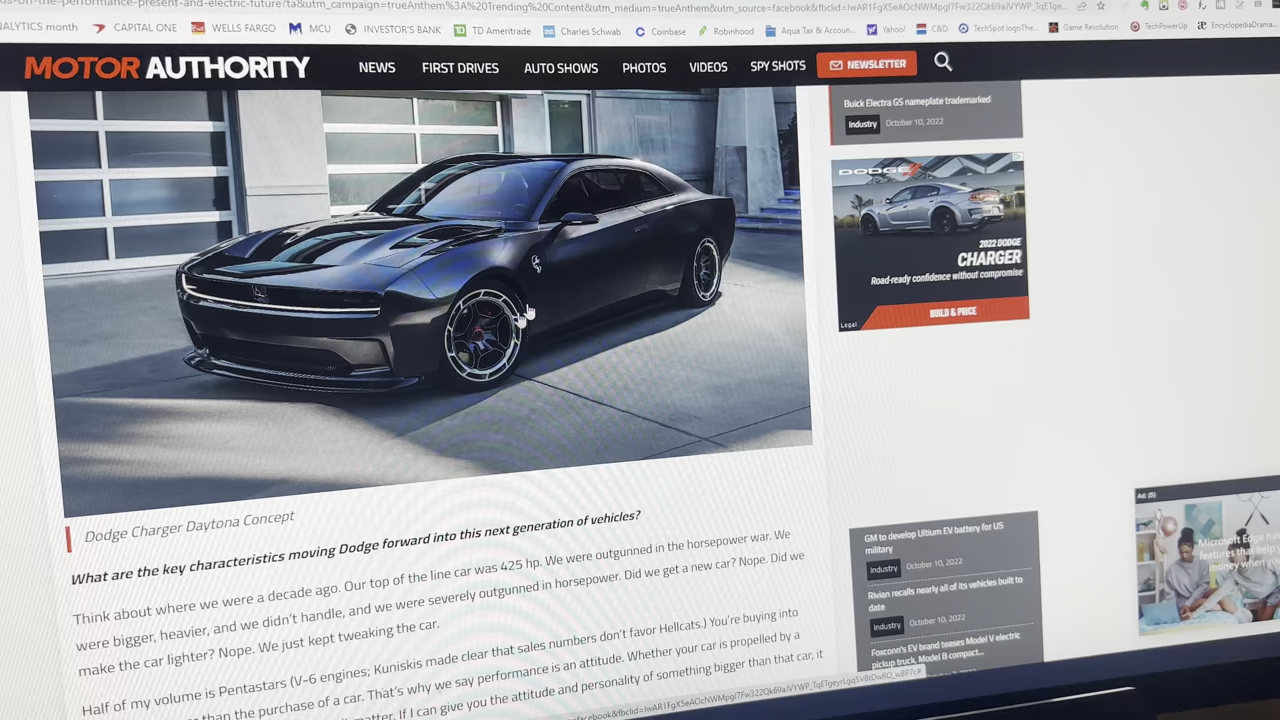 ds-on-the-performance-present-and-electric-future?ta&utm_campaign=trueAnthem%3A%20Trending%20Content&utm_medium=trueAnthem&utm_source=facebook&fbclid=
NALYTICS month CAPITAL ONE WELLS FARGO MCU INVESTOR'S BANK TD Ameritrade Charles Schwab Coinbase Robinhood Aqua Tax & Accoun... Yahoo! C&D TechSpot logoThe... Game Revolution TechPowerUp EncyclopediaDrama...
MOTOR AUTHORITY NEWS FIRST DRIVES AUTO SHOWS PHOTOS VIDEOS SPY SHOTS NEWSLETTER
Buick Electra GS nameplate trademarked
Industry October 10, 2022
DODGE
2022 DODGE
CHARGER
Road-ready confidence without compromise
BUILD & PRICE
Legal
Dodge Charger Daytona Concept
What are the key characteristics moving Dodge forward into this next generation of vehicles?
Think about where we were a decade ago. Our top of the line car was 425 hp. We were outgunned in the horsepower war. We
were bigger, heavier, and we didn't handle, and we were severely outgunned in horsepower. Did we get a new car? Nope. Did we
make the car lighter? Nope. We just kept tweaking the car.
Half of my volume is Pentastars (V-6 engines; Kuniskis made clear that sales numbers don't favor Hellcats.) You're buying into
than the purchase of a car. That's why we say performance is an attitude. Whether your car is propelled by a
matter. If I can give you the attitude and personality of something bigger than that car, it
GM to develop Ultium EV battery for US
military
Industry October 10, 2022
Rivian recalls nearly all of its vehicles built to
date
Industry October 10, 2022
Foxconn's EV brand teases Model V electric
pickup truck, Model B compact...
Ad: (5)
Microsoft Edge has
features that help y
money when you